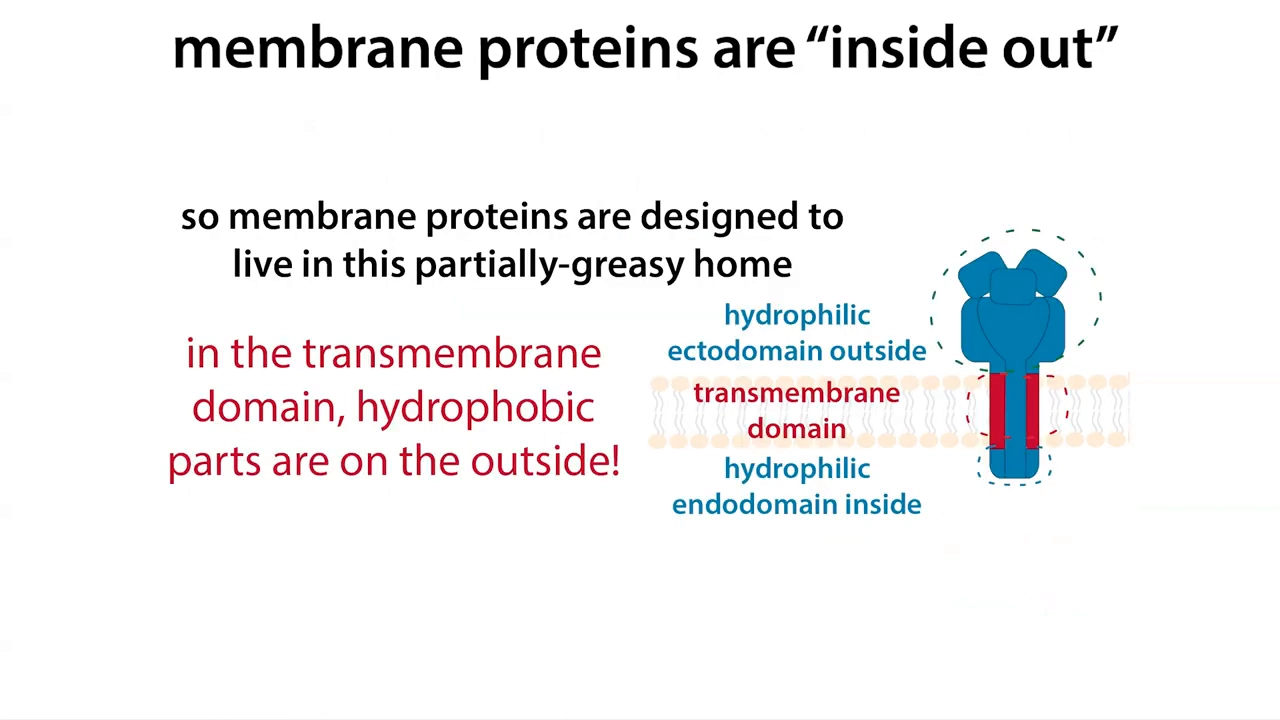 membrane proteins are “inside out”
so membrane proteins are designed to
live in this partially-greasy home
in the transmembrane
domain, hydrophobic
parts are on the outside!
hydrophilic
ectodomain outside
transmembrane
domain
hydrophilic
endodomain inside